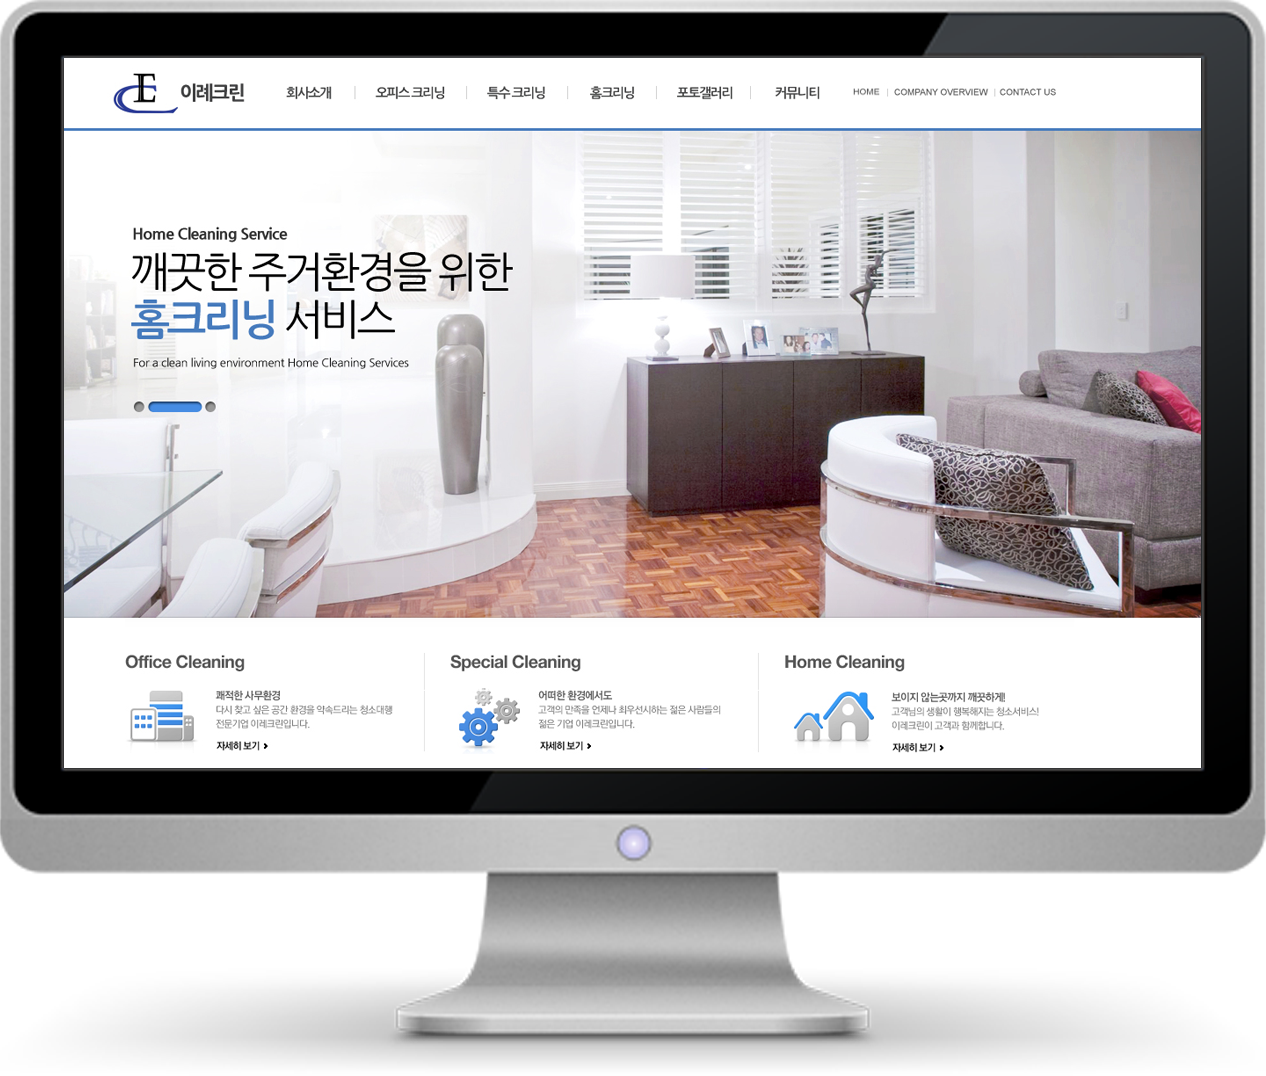 E 이레크린
회사소개 오피스 크리닝 특수 크리닝 홈크리닝 포토갤러리 커뮤니티 HOME COMPANY OVERVIEW CONTACT US
Home Cleaning Service
깨끗한 주거환경을 위한
홈크리닝 서비스
For a clean living environment Home Cleaning Services
Office Cleaning
쾌적한 사무환경
다시 찾고 싶은 공간 환경을 약속드리는 청소대행
전문기업 이레크린입니다.
자세히 보기
Special Cleaning
어떠한 환경에서도
고객의 만족을 언제나 최우선시하는 젊은 사람들의
젊은 기업 이레크린입니다.
자세히 보기
Home Cleaning
보이지 않는곳까지 깨끗하게!
고객님의 생활이 행복해지는 청소서비스!
이레크린이 고객과 함께합니다.
자세히 보기